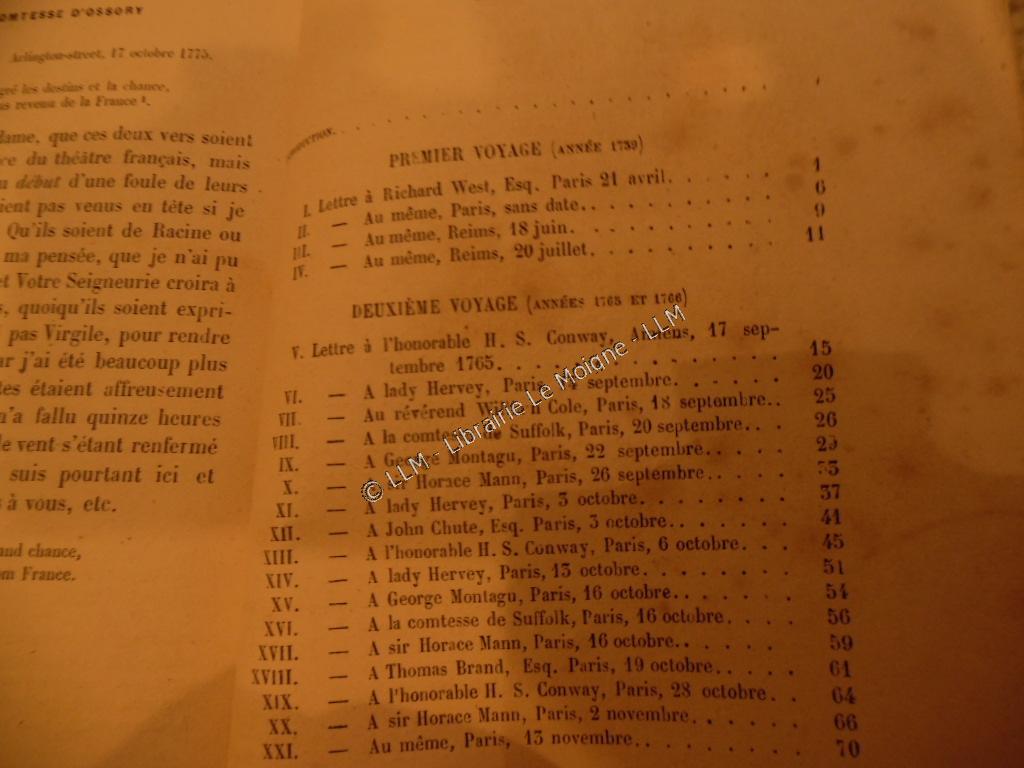 COMTESSE D'OSSORY
Arlington-street, 17 octobre 1775.
gré les destins et la chance,
revenu de la France
que ces deux vers soient
du théâtre français, mais
début d'une foule de leurs
pas venus en tête si je
Qu'ils soient de Racine ou
ma pensée, que je n'ai pu
et Votre Seigneurie croira à
quoiqu'ils soient expri-
pas Virgile, pour rendre
j'ai été beaucoup plus
étaient affreusement
n'a fallu quinze heures
le vent s'étant renfermé
suis pourtant ici et
à vous, etc.
and chance,
from France.
PREMIER VOYAGE (ANNÉE 1739)
I. Lettre à Richard West, Esq. Paris 21 avril. 1
II. — Au même, Paris, sans date. 6
III. — Au même, Reims, 18 juin. 9
IV. — Au même, Reims, 20 juillet. 11
DEUXIÈME VOYAGE (ANNÉES 1765 ET 1766)
V. Lettre à l'honorable H. S. Conway, 17 sep-
tembre 1765. 15
VI. — A lady Hervey, Paris, septembre. 20
VII. — Au révérend Cole, Paris, 18 septembre. 25
VIII. — A la comtesse de Suffolk, Paris, 20 septembre. 26
IX. — A George Montagu, Paris, 22 septembre. 29
X. — Horace Mann, Paris, 26 septembre. 33
XI. — A lady Hervey, Paris, 3 octobre. 37
XII. — A John Chute, Esq. Paris, 3 octobre. 41
XIII. — A l'honorable H. S. Conway, Paris, 6 octobre. 45
XIV. — A lady Hervey, Paris, 13 octobre. 51
XV. — A George Montagu, Paris, 16 octobre. 54
XVI. — A la comtesse de Suffolk, Paris, 16 octobre. 56
XVII. — A sir Horace Mann, Paris, 16 octobre. 59
XVIII. — A Thomas Brand, Esq. Paris, 19 octobre. 61
XIX. — A l'honorable H. S. Conway, Paris, 28 octobre. 64
XX. — A sir Horace Mann, Paris, 2 novembre. 66
XXI. — Au même, Paris, 13 novembre. 70
© LLM - Librairie Le Moigne - LLM